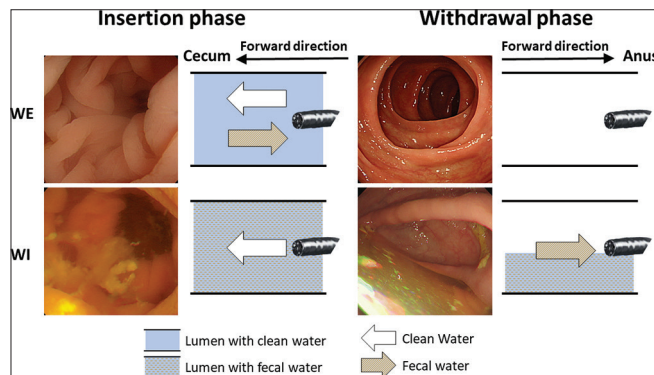 Insertion phase
Withdrawal phase
Cecum
Forward direction
Forward direction
Anus
WE
WI
Lumen with clean water
Clean Water
Lumen with fecal water
Fecal water